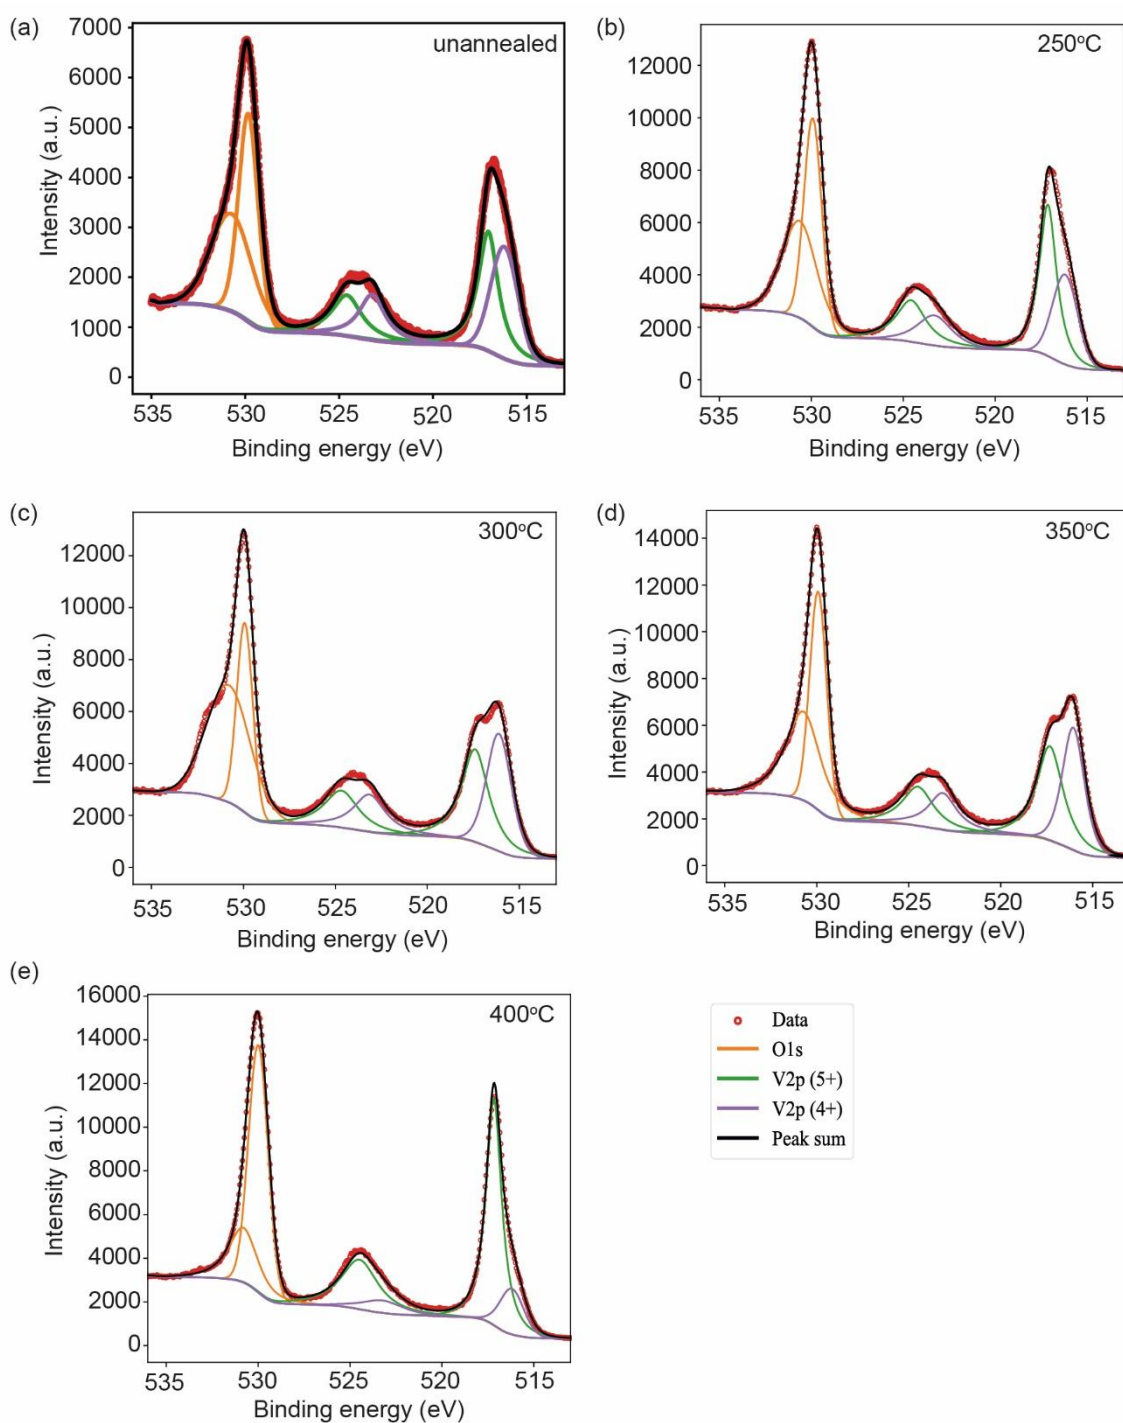 (a)
unannealed
7000
6000
5000
4000
3000
2000
1000
0
Intensity (a.u.)
535 530 525 520 515
Binding energy (eV)
(b)
250°C
12000
10000
8000
6000
4000
2000
0
Intensity (a.u.)
535 530 525 520 515
Binding energy (eV)
(c)
300°C
12000
10000
8000
6000
4000
2000
0
Intensity (a.u.)
535 530 525 520 515
Binding energy (eV)
(d)
350°C
14000
12000
10000
8000
6000
4000
2000
0
Intensity (a.u.)
535 530 525 520 515
Binding energy (eV)
(e)
400°C
16000
14000
12000
10000
8000
6000
4000
2000
0
Intensity (a.u.)
535 530 525 520 515
Binding energy (eV)
Data
O1s
V2p (5+)
V2p (4+)
Peak sum